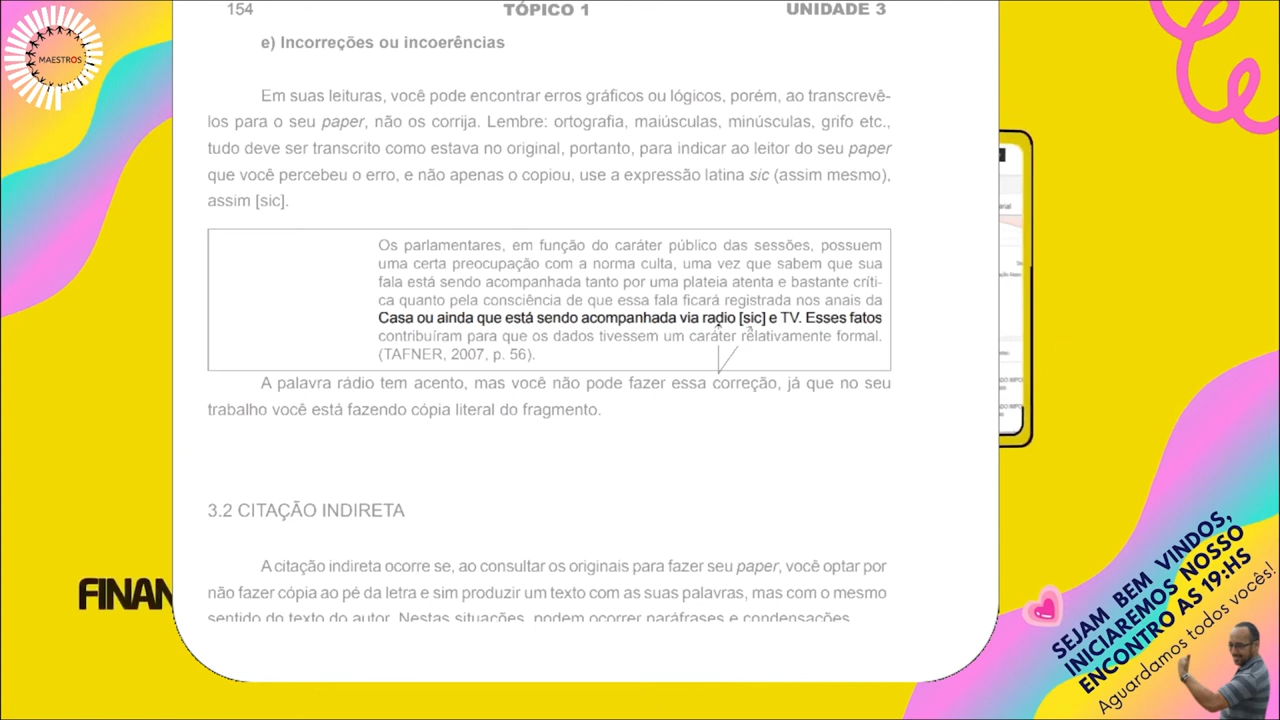 MAESTROS
154 TÓPICO 1 UNIDADE 3
e) Incorreções ou incoerências
Em suas leituras, você pode encontrar erros gráficos ou lógicos, porém, ao transcrevê-
los para o seu paper, não os corrija. Lembre: ortografia, maiúsculas, minúsculas, grifo etc.,
tudo deve ser transcrito como estava no original, portanto, para indicar ao leitor do seu paper
que você percebeu o erro, e não apenas o copiou, use a expressão latina sic (assim mesmo),
assim [sic].
Os parlamentares, em função do caráter público das sessões, possuem
uma certa preocupação com a norma culta, uma vez que sabem que sua
fala está sendo acompanhada tanto por uma plateia atenta e bastante críti-
ca quanto pela consciência de que essa fala ficará registrada nos anais da
Casa ou ainda que está sendo acompanhada via radio [sic] e TV. Esses fatos
contribuíram para que os dados tivessem um caráter relativamente formal.
(TAFNER, 2007, p. 56).
A palavra rádio tem acento, mas você não pode fazer essa correção, já que no seu
trabalho você está fazendo cópia literal do fragmento.
3.2 CITAÇÃO INDIRETA
A citação indireta ocorre se, ao consultar os originais para fazer seu paper, você optar por
não fazer cópia ao pé da letra e sim produzir um texto com as suas palavras, mas com o mesmo
sentido do texto do autor. Nestas situações, podem ocorrer paráfrases e condensações
FINAN
SEJAM BEM VINDOS,
INICIAREMOS NOSSO
ENCONTRO AS 19:HS
Aguardamos todos vocês!